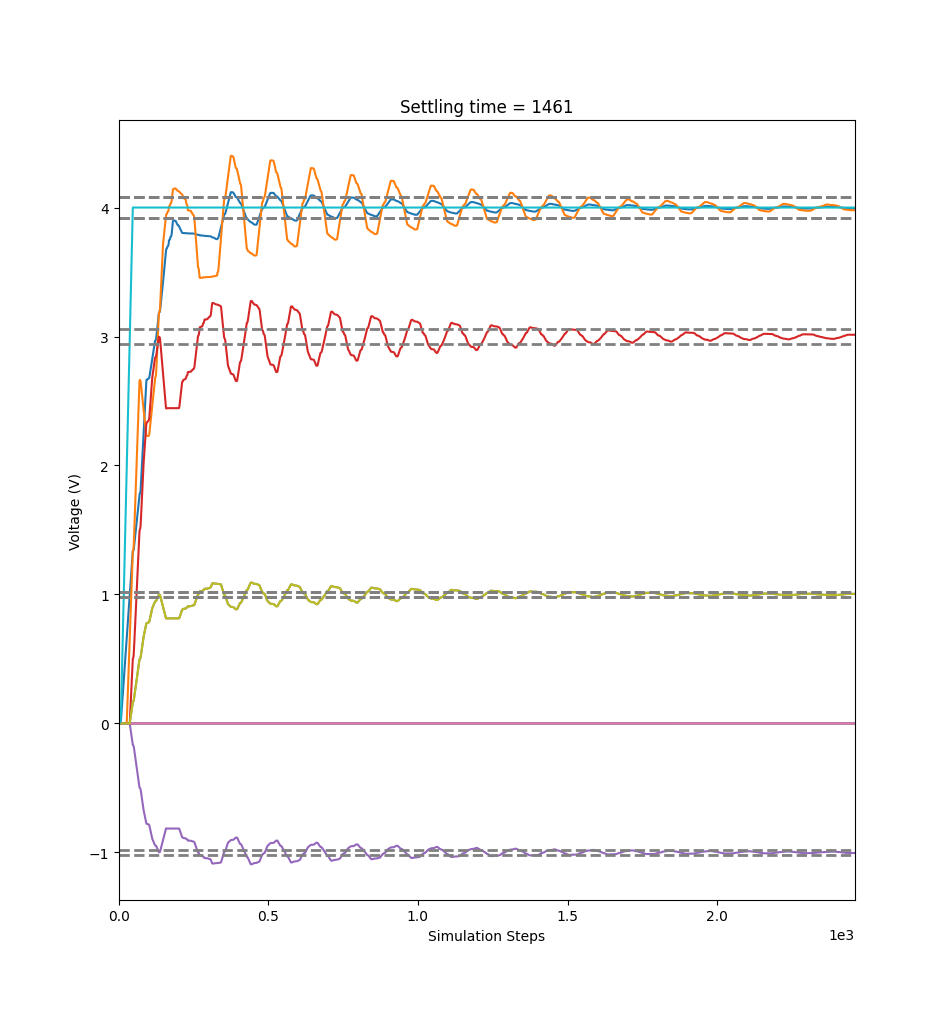 Settling time = 1461
Voltage (V)
4
3
2
1
0
−1
0.0
0.5
1.0
1.5
2.0
Simulation Steps
1e3